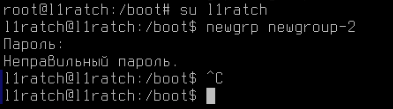 root@l1ratch:/boot# su l1ratch
l1ratch@l1ratch:/boot$ newgrp newgroup-2
Пароль:
Неправильный пароль.
l1ratch@l1ratch:/boot$ ^C
l1ratch@l1ratch:/boot$